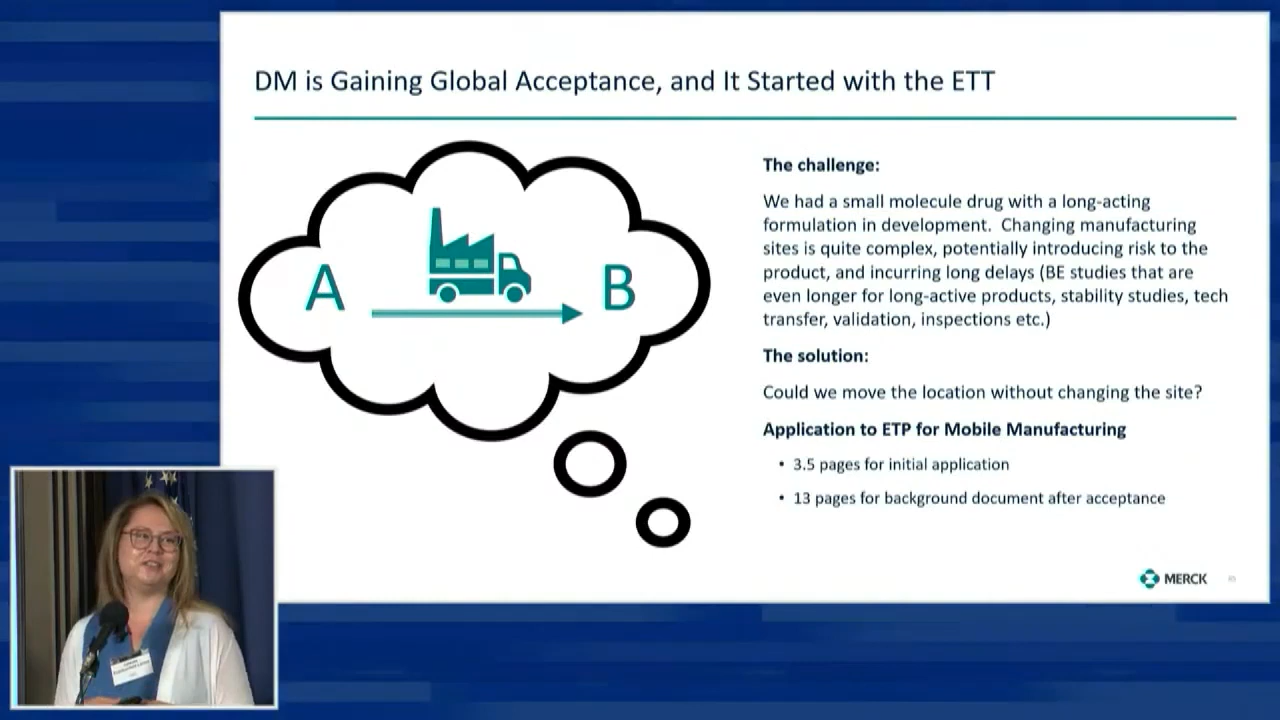 DM is Gaining Global Acceptance, and It Started with the ETT
A
B
The challenge:
We had a small molecule drug with a long-acting
formulation in development. Changing manufacturing
sites is quite complex, potentially introducing risk to the
product, and incurring long delays (BE studies that are
even longer for long-active products, stability studies, tech
transfer, validation, inspections etc.)
The solution:
Could we move the location without changing the site?
Application to ETP for Mobile Manufacturing
• 3.5 pages for initial application
• 13 pages for background document after acceptance
MERCK